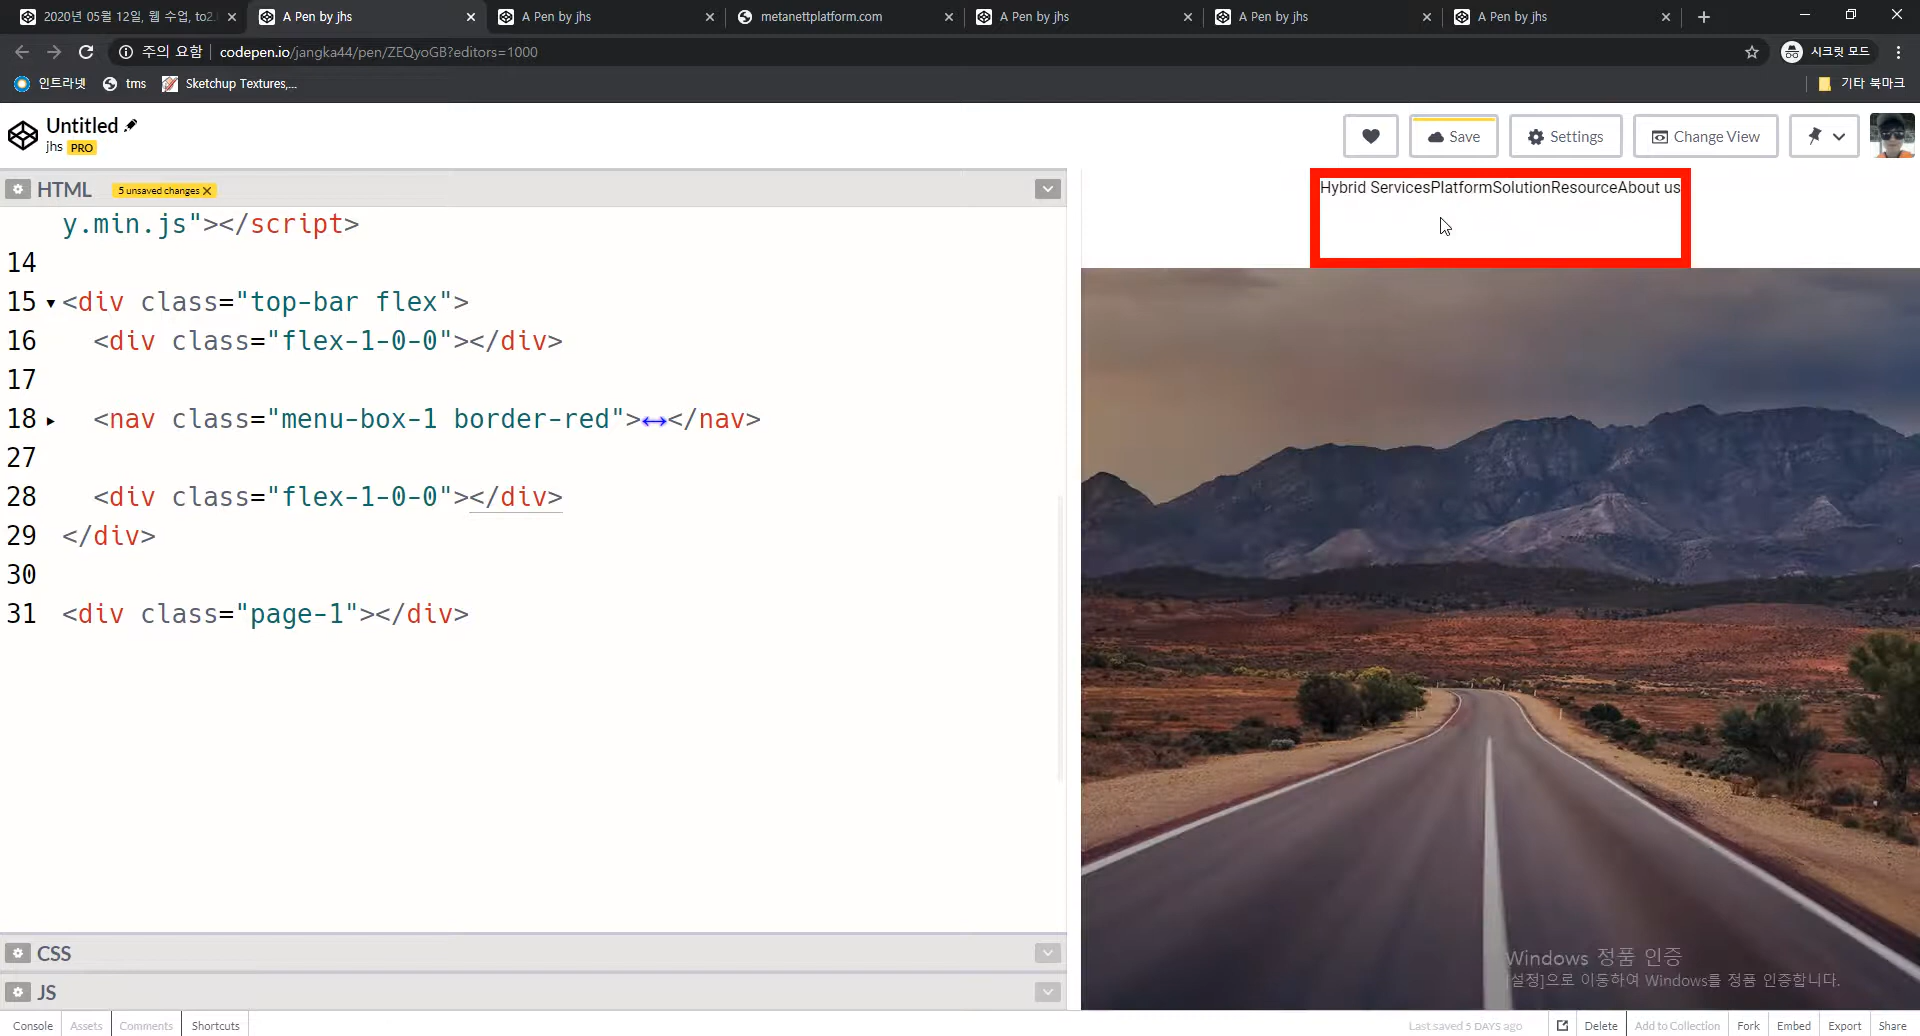 2020년 05월 12일, 웹 수업, to2.
A Pen by jhs
A Pen by jhs
metanettplatform.com
A Pen by jhs
A Pen by jhs
A Pen by jhs
주의 요함
codepen.io/jangka44/pen/ZEQyoGB?editors=1000
시크릿 모드
인트라넷
tms
Sketchup Textures,...
기타 북마크
Untitled
jhs PRO
Save
Settings
Change View
HTML
5 unsaved changes
y.min.js"></script>
14
15 <div class="top-bar flex">
16 <div class="flex-1-0-0"></div>
17
18 <nav class="menu-box-1 border-red">↔</nav>
27
28 <div class="flex-1-0-0"></div>
29 </div>
30
31 <div class="page-1"></div>
Hybrid ServicesPlatformSolutionResourceAbout us
Windows 정품 인증
[설정]으로 이동하여 Windows를 정품 인증합니다.
CSS
JS
Console
Assets
Comments
Shortcuts
Last saved 5 DAYS ago
Delete
Add to Collection
Fork
Embed
Export
Share